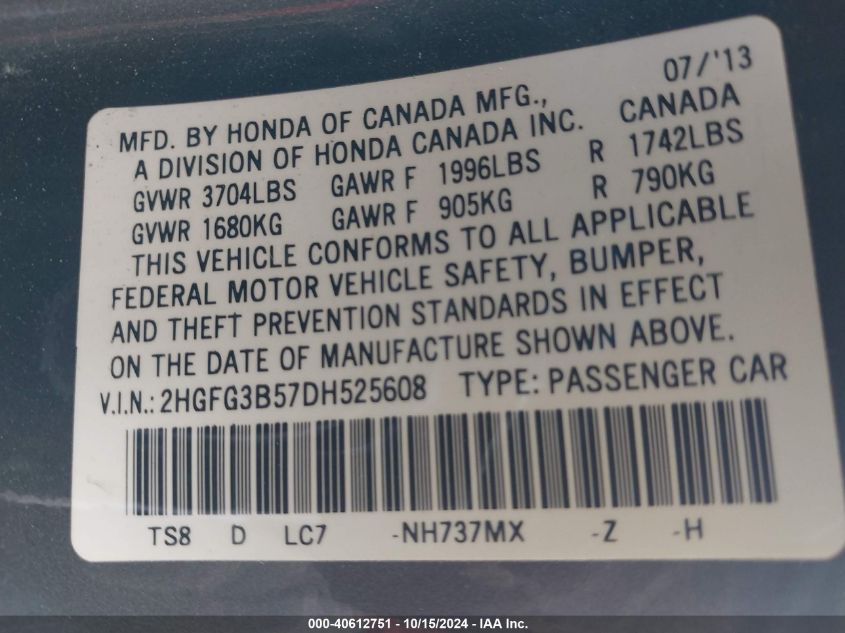 07/'13
MFD. BY HONDA OF CANADA MFG.,
A DIVISION OF HONDA CANADA INC. CANADA
GVWR 3704LBS GAWR F 1996LBS R 1742LBS
GVWR 1680KG GAWR F 905KG R 790KG
THIS VEHICLE CONFORMS TO ALL APPLICABLE
FEDERAL MOTOR VEHICLE SAFETY, BUMPER,
AND THEFT PREVENTION STANDARDS IN EFFECT
ON THE DATE OF MANUFACTURE SHOWN ABOVE.
V.I.N.: 2HGFG3B57DH525608 TYPE: PASSENGER CAR
TS8 D LC7 -NH737MX -Z -H
000-40612751 - 10/15/2024 - IAA Inc.